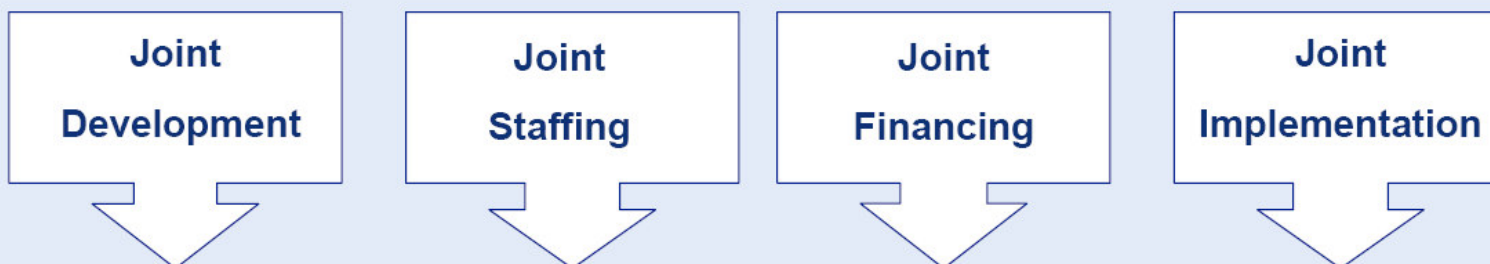 Joint
Development
Joint
Staffing
Joint
Financing
Joint
Implementation